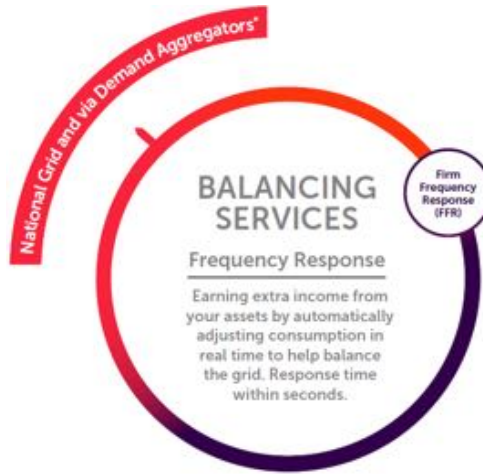 National Grid and via Demand Aggregators*
BALANCING
SERVICES
Frequency Response
Earning extra income from
your assets by automatically
adjusting consumption in
real time to help balance
the grid. Response time
within seconds.
Firm
Frequency
Response
(FFR)